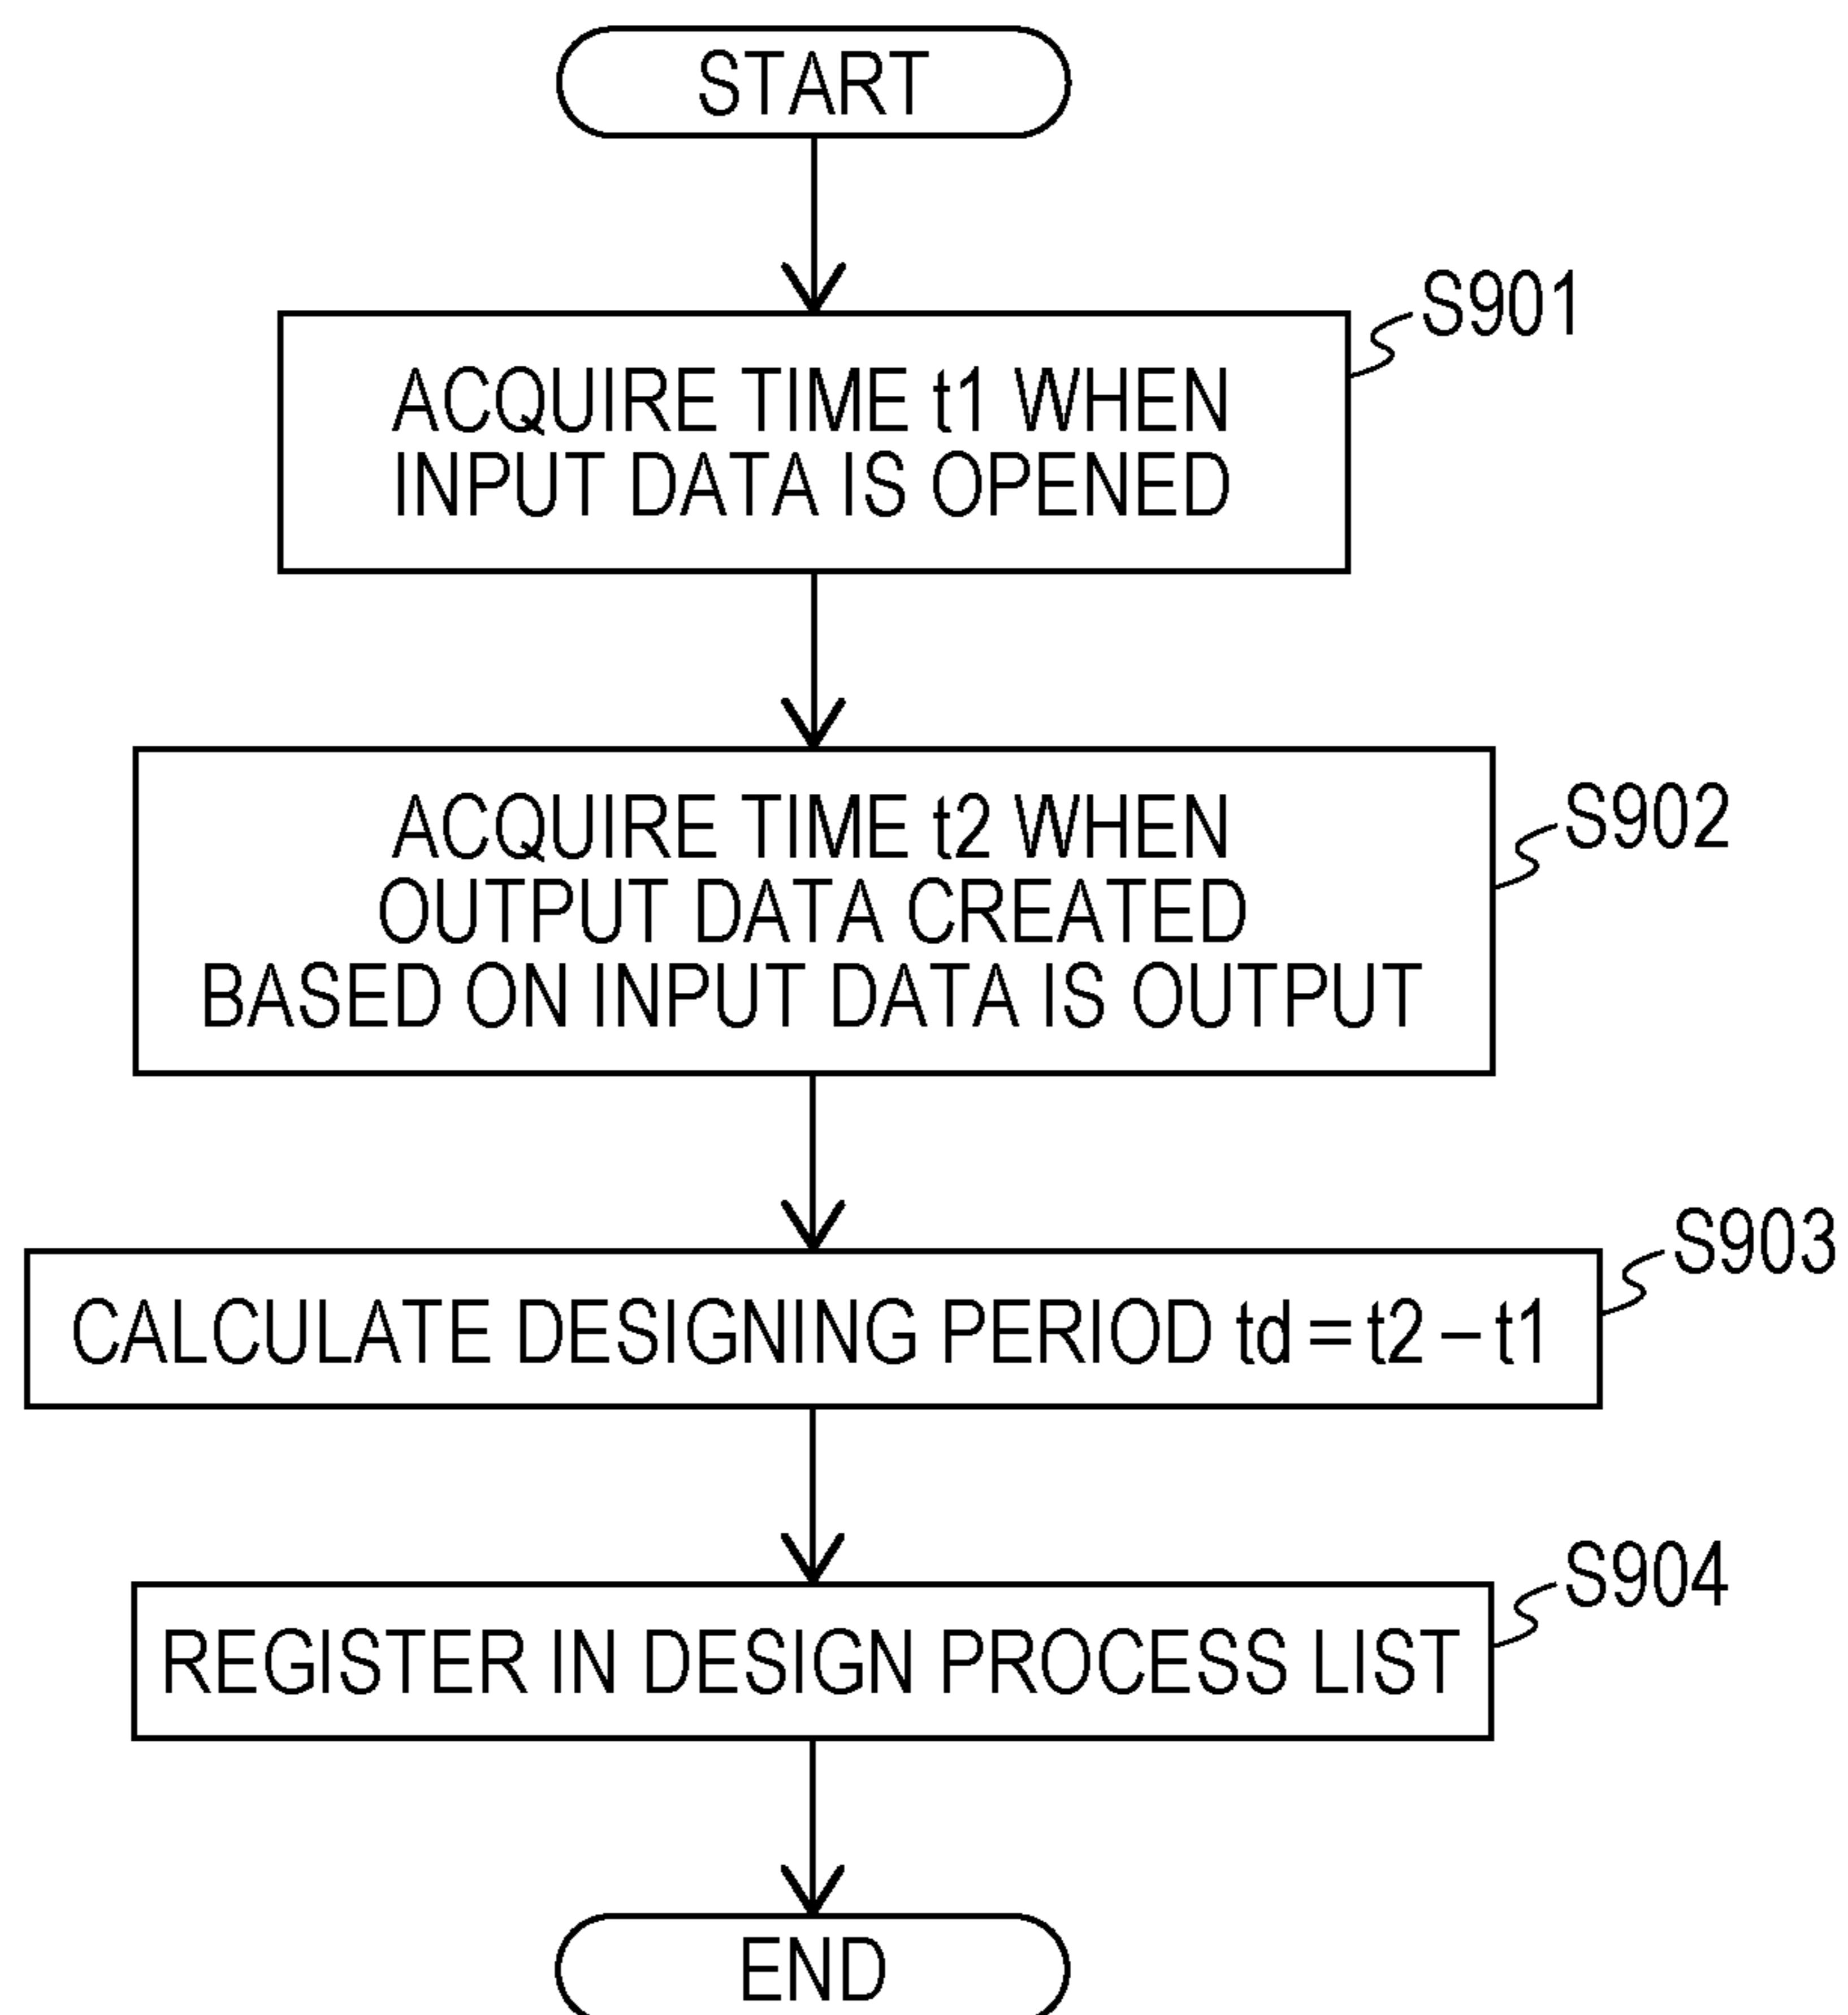 START
S901
ACQUIRE TIME t1 WHEN
INPUT DATA IS OPENED
S902
ACQUIRE TIME t2 WHEN
OUTPUT DATA CREATED
BASED ON INPUT DATA IS OUTPUT
S903
CALCULATE DESIGNING PERIOD td = t2 − t1
S904
REGISTER IN DESIGN PROCESS LIST
END